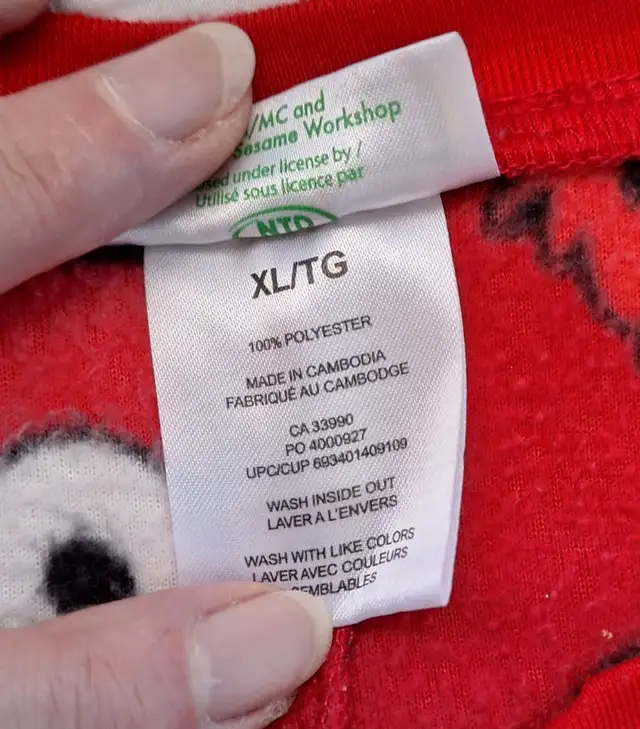 /MC and
Sesame Workshop
Used under license by /
Utilisé sous licence par
NTD
XL/TG
100% POLYESTER
MADE IN CAMBODIA
FABRIQUÉ AU CAMBODGE
CA 33990
PO 4000927
UPC/CUP 693401409109
WASH INSIDE OUT
LAVER A L'ENVERS
WASH WITH LIKE COLORS
LAVER AVEC COULEURS
SEMBLABLES